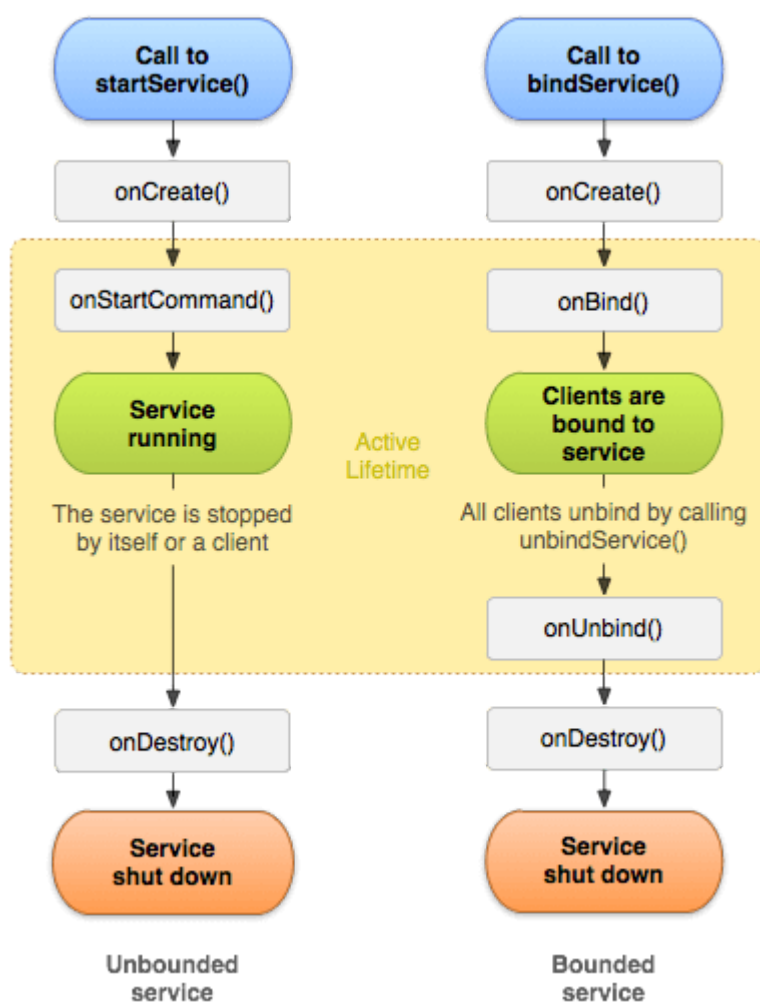 Call to
startService()
onCreate()
onStartCommand()
Service
running
The service is stopped
by itself or a client
onDestroy()
Service
shut down
Unbounded
service
Active
Lifetime
Call to
bindService()
onCreate()
onBind()
Clients are
bound to
service
All clients unbind by calling
unbindService()
onUnbind()
onDestroy()
Service
shut down
Bounded
service